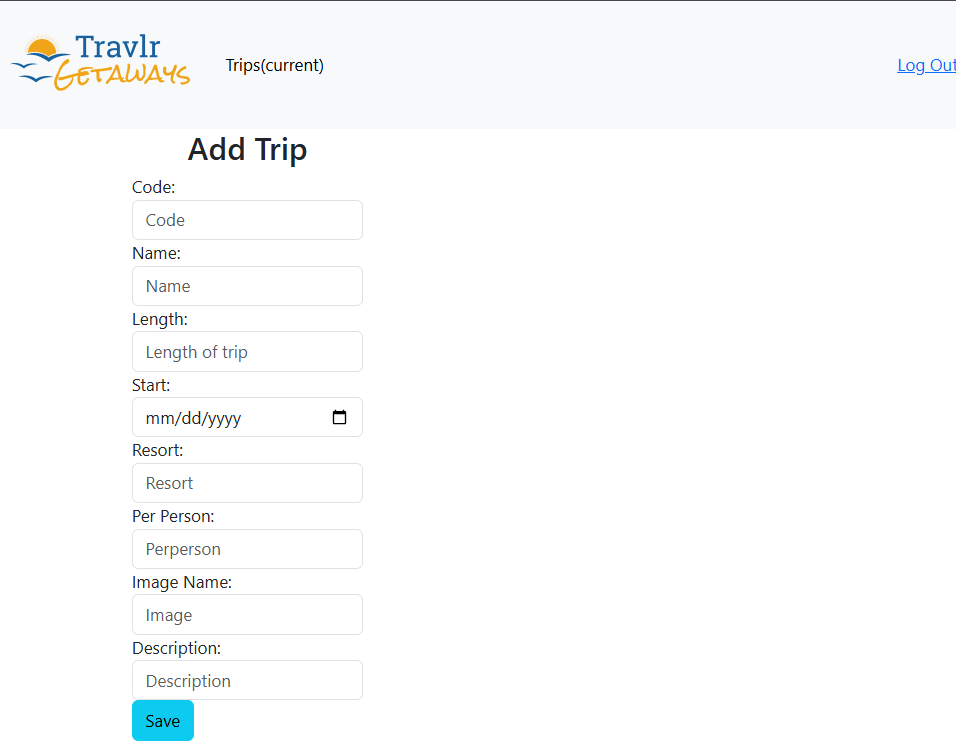 Travlr
GETAWAYS
Trips(current)
Log Out
Add Trip
Code:
Code
Name:
Name
Length:
Length of trip
Start:
mm/dd/yyyy
Resort:
Resort
Per Person:
Perperson
Image Name:
Image
Description:
Description
Save